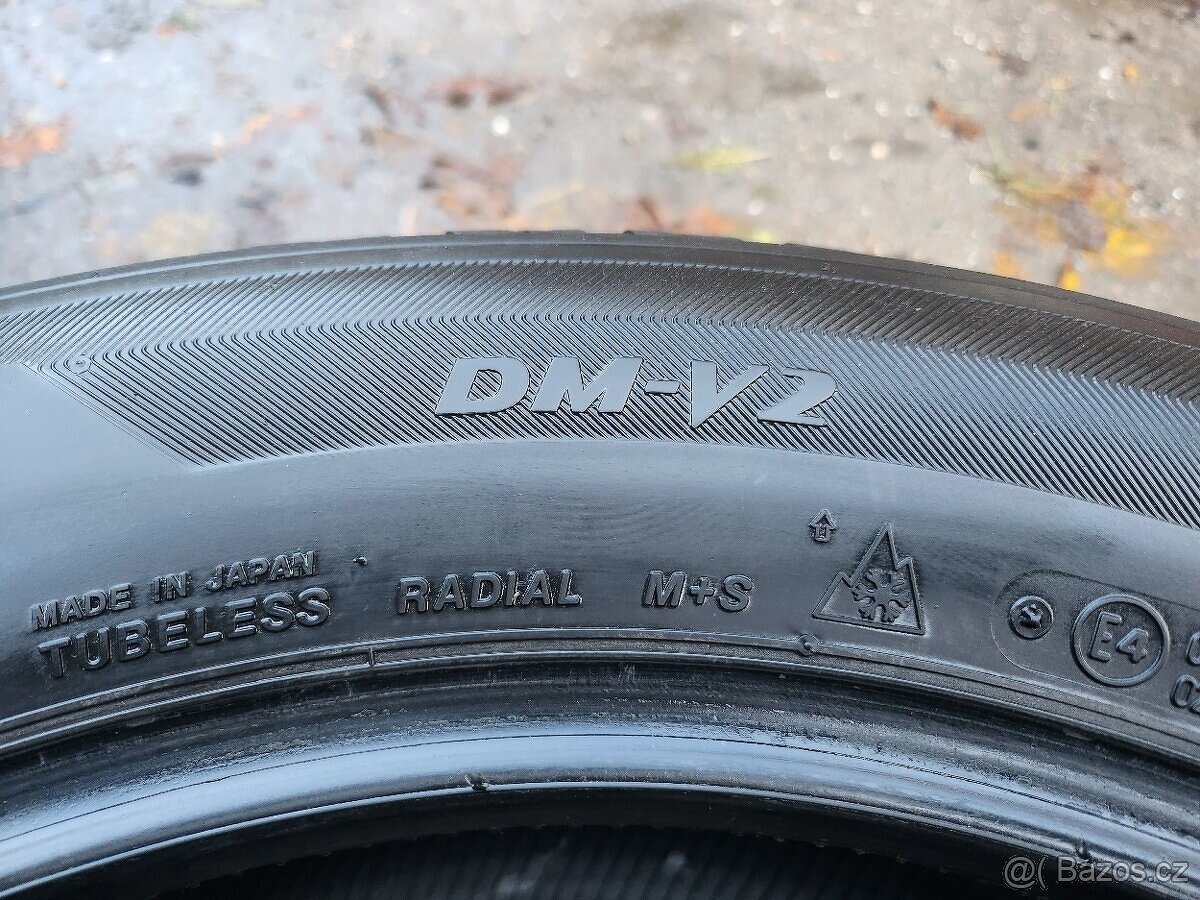 DM-V2
MADE IN JAPAN
TUBELESS
RADIAL
M+S
E4
@( Bazos.cz